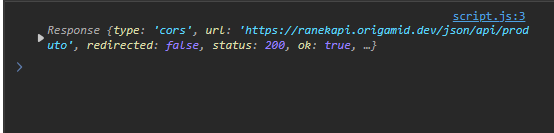 script.js:3
Response {type: 'cors', url: 'https://ranekapi.origamid.dev/json/api/prod
uto', redirected: false, status: 200, ok: true, …}